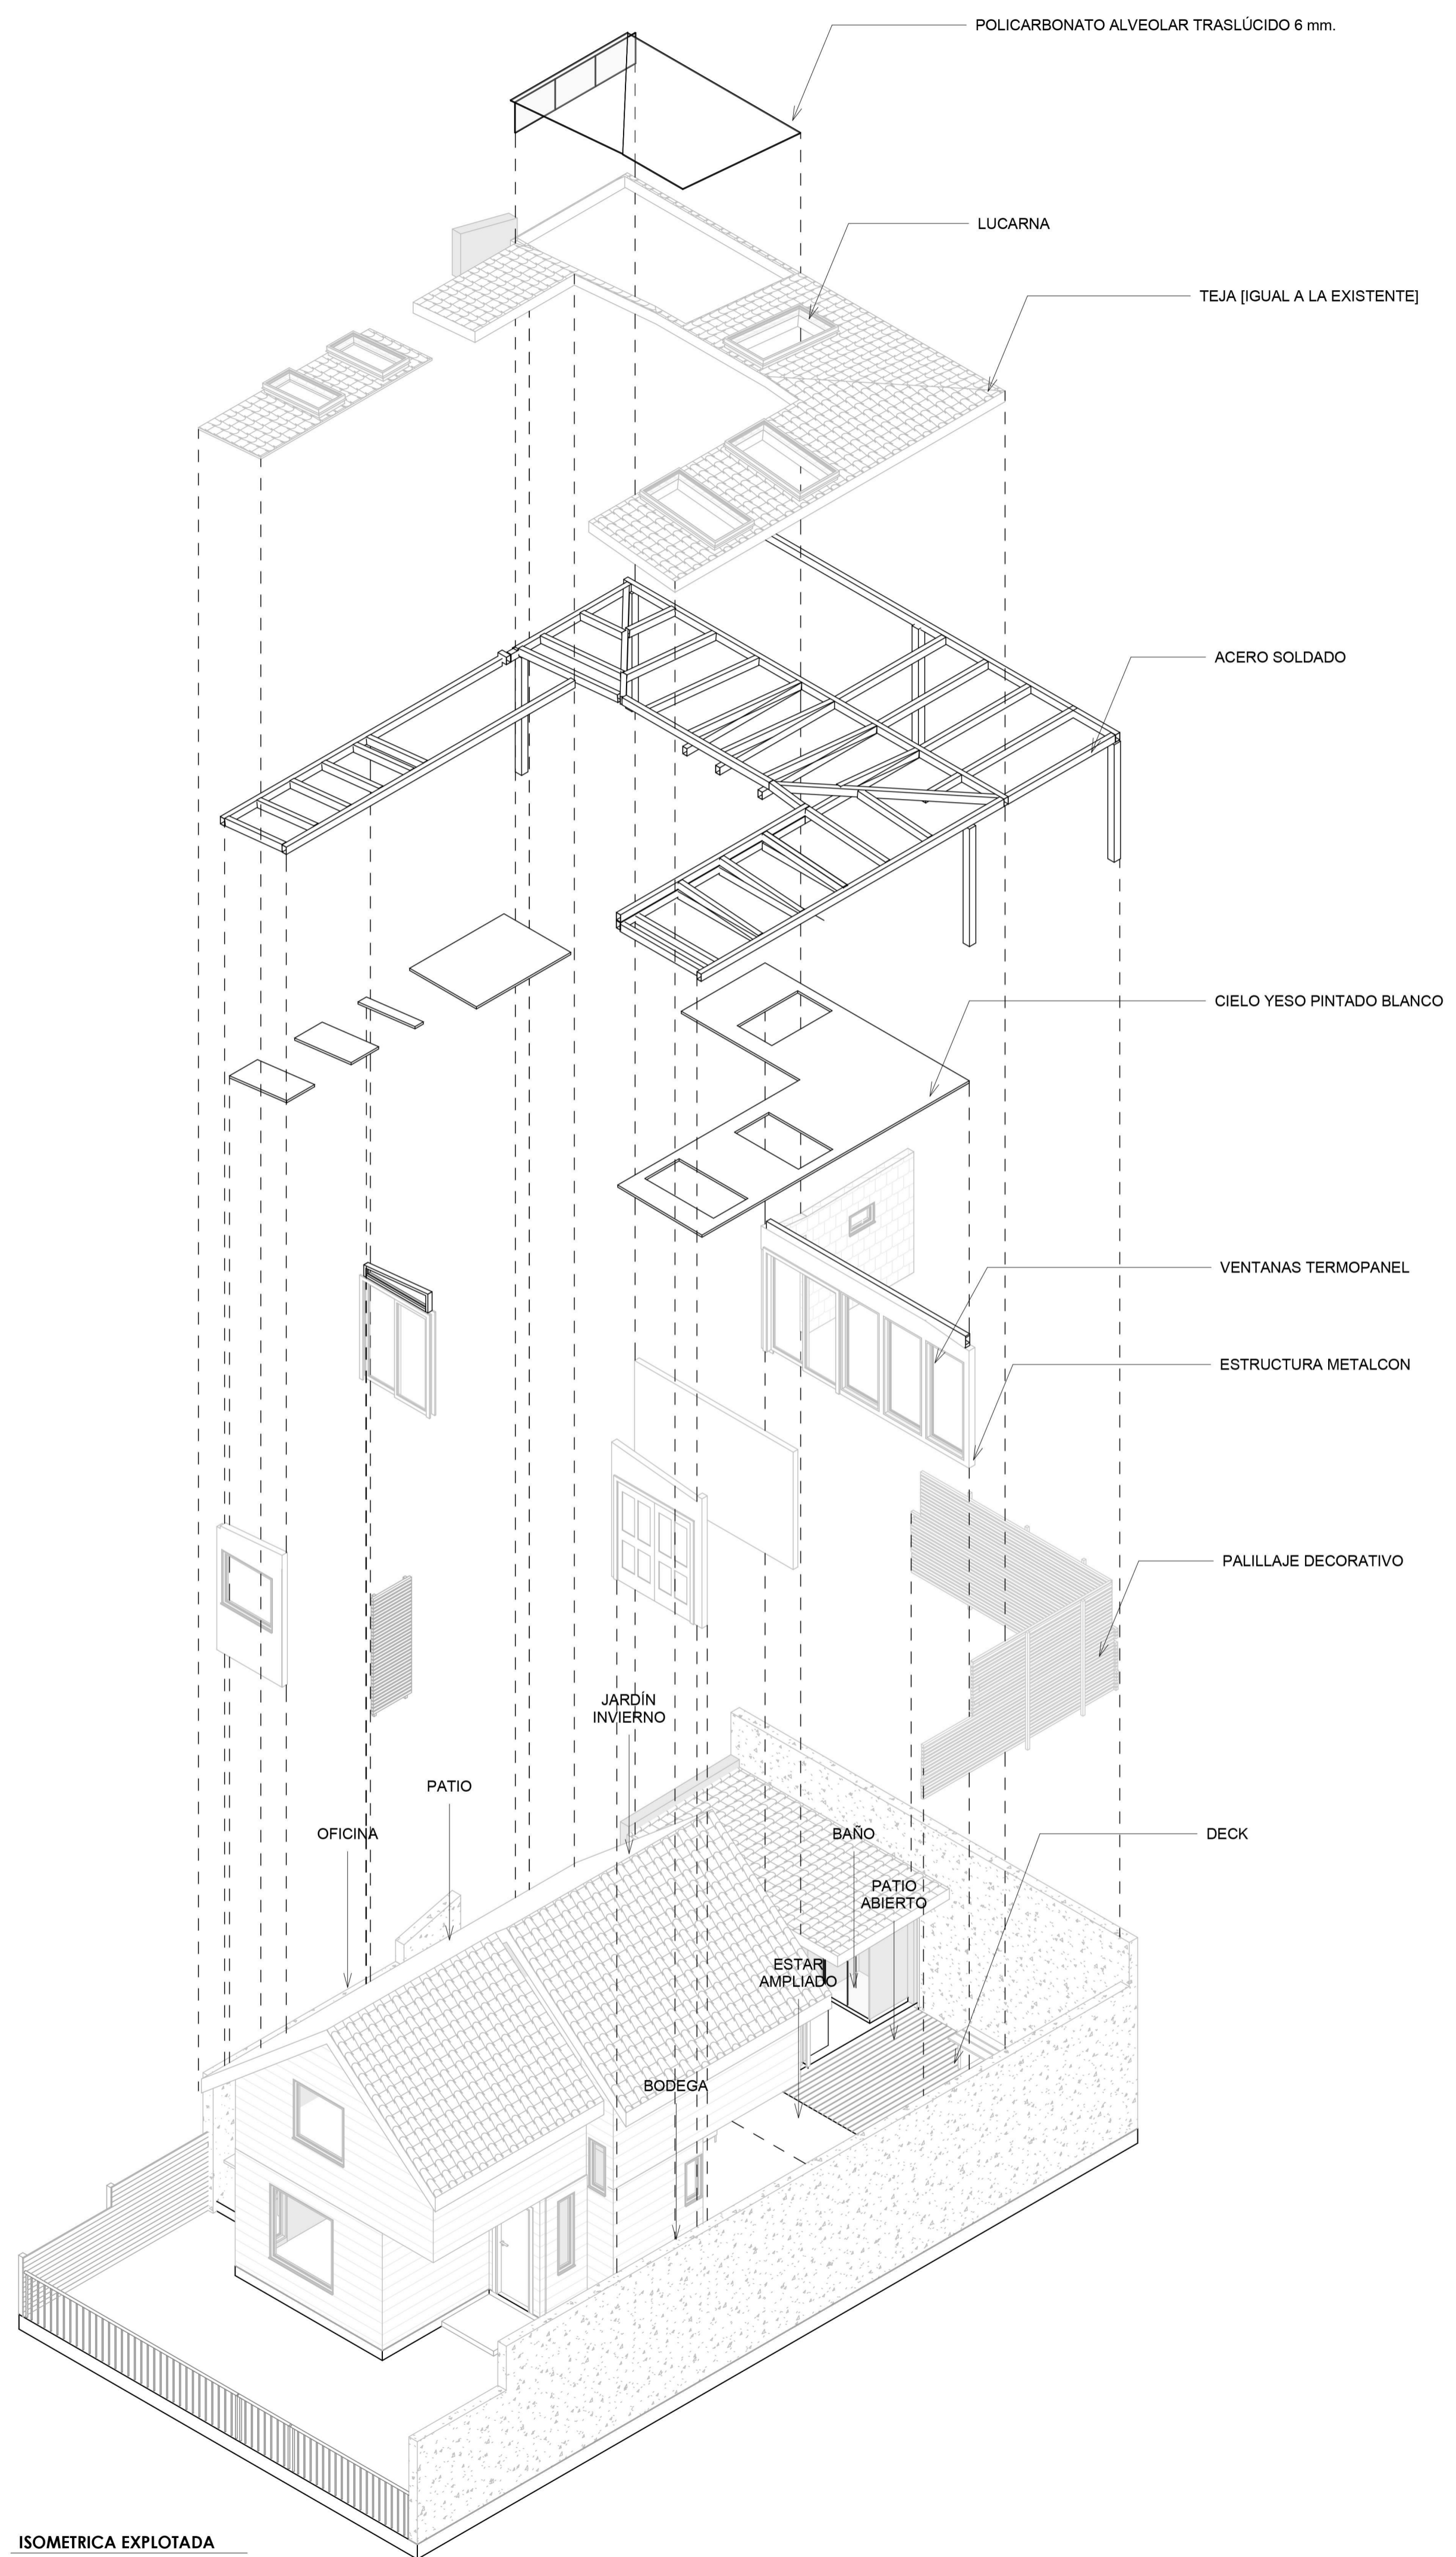 POLICARBONATO ALVEOLAR TRASLÚCIDO 6 mm.
LUCARNA
TEJA [IGUAL A LA EXISTENTE]
ACERO SOLDADO
CIELO YESO PINTADO BLANCO
VENTANAS TERMOPANEL
ESTRUCTURA METALCON
PALILLAJE DECORATIVO
JARDÍN
INVIERNO
PATIO
OFICINA
BAÑO
DECK
PATIO
ABIERTO
ESTAR
AMPLIADO
BODEGA
ISOMETRICA EXPLOTADA